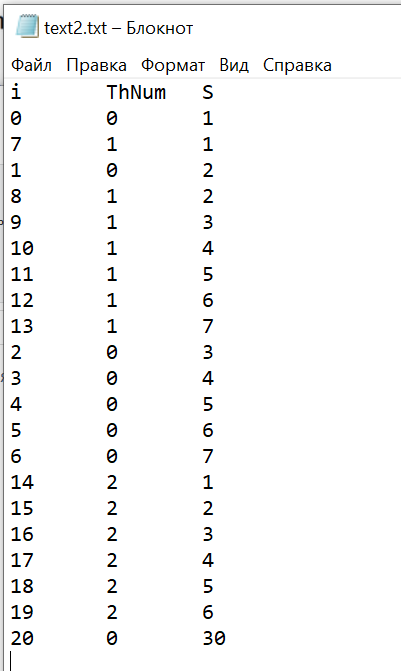 text2.txt – Блокнот
Файл Правка Формат Вид Справка
i ThNum S
0 0 1
7 1 1
1 0 2
8 1 2
9 1 3
10 1 4
11 1 5
12 1 6
13 1 7
2 0 3
3 0 4
4 0 5
5 0 6
6 0 7
14 2 1
15 2 2
16 2 3
17 2 4
18 2 5
19 2 6
20 0 30